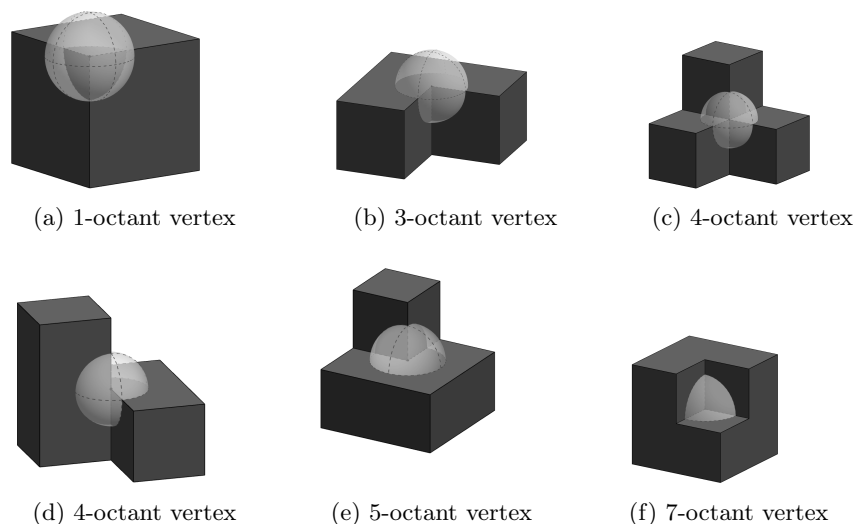 (a) 1-octant vertex
(b) 3-octant vertex
(c) 4-octant vertex
(d) 4-octant vertex
(e) 5-octant vertex
(f) 7-octant vertex